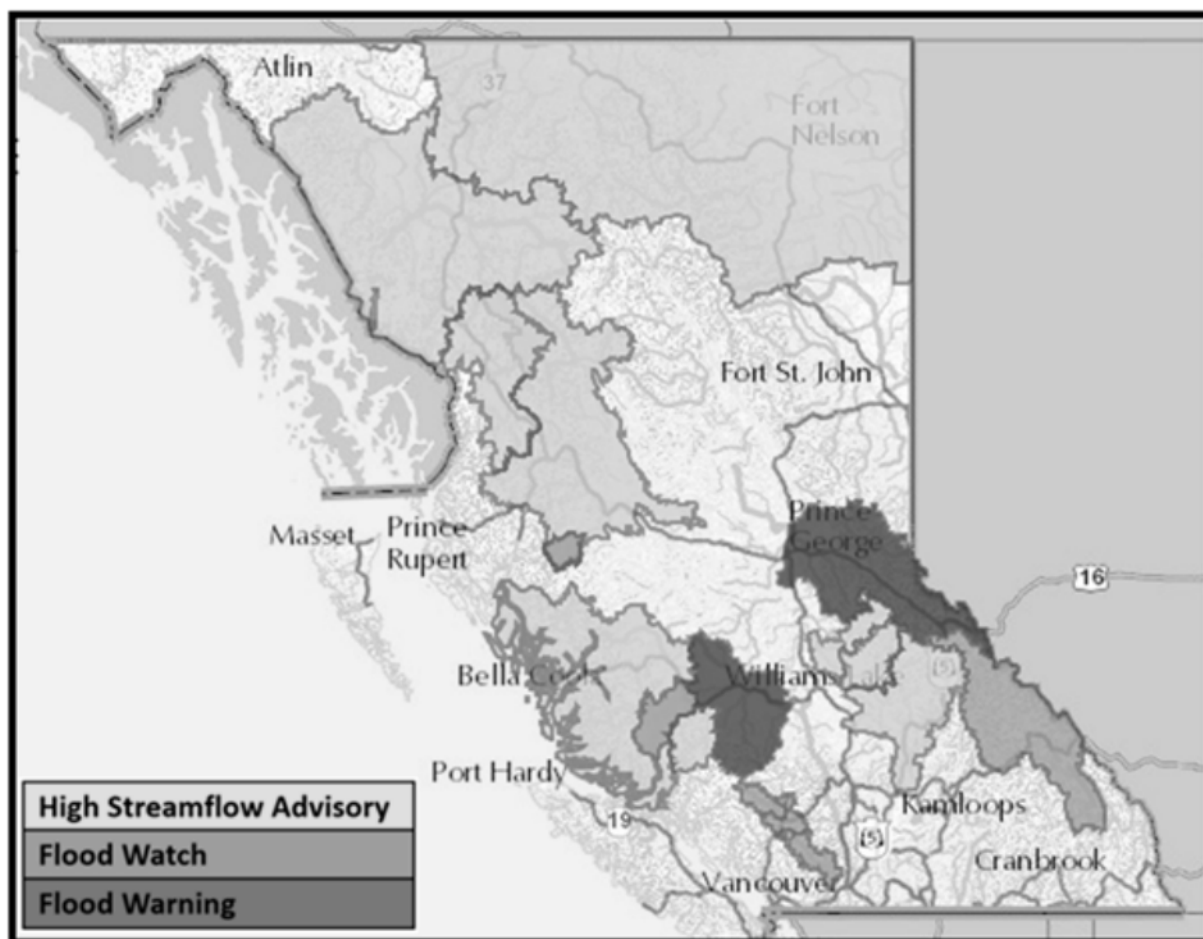 Atlin
37
Fort
Nelson
Fort St. John
Prince
George
Masset
Prince
Rupert
16
Bella Coola
Williams Lake
5
Port Hardy
19
Kamloops
5
Cranbrook
Vancouver
High Streamflow Advisory
Flood Watch
Flood Warning